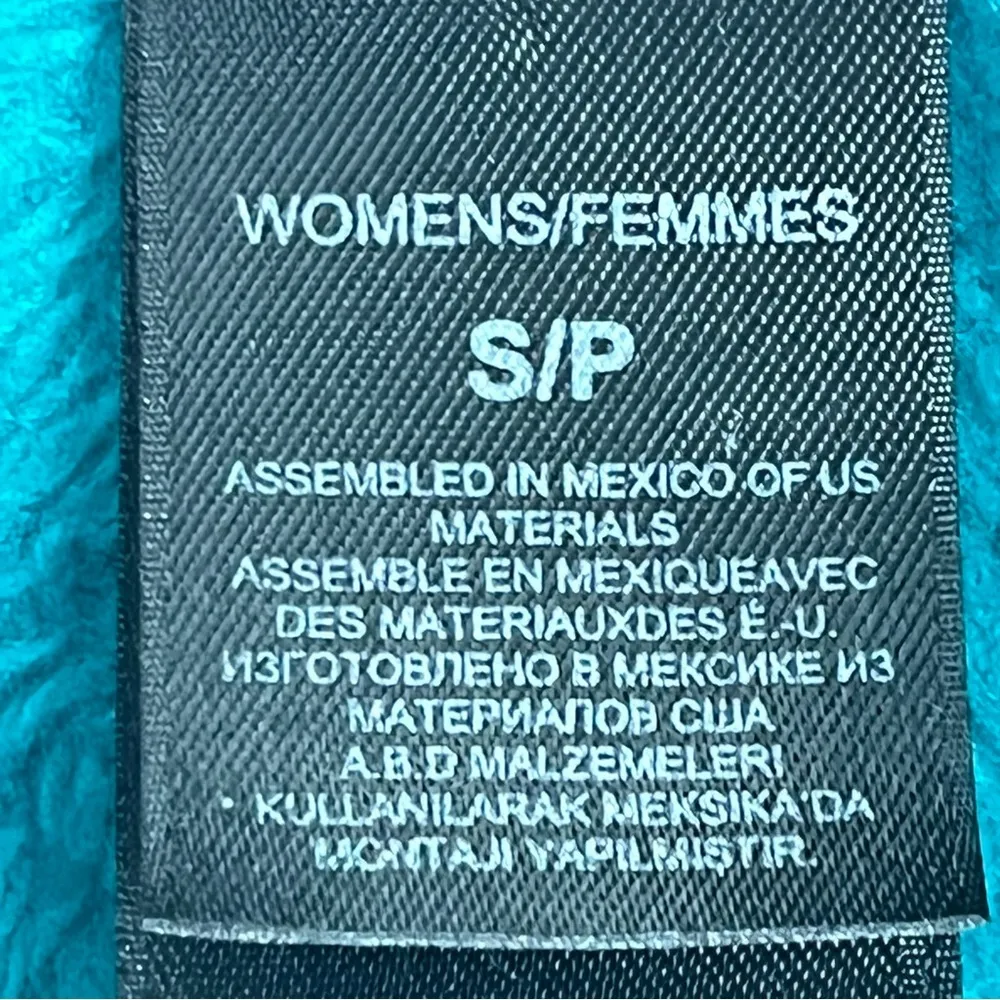 WOMENS/FEMMES
S/P
ASSEMBLED IN MEXICO OF US
MATERIALS
ASSEMBLE EN MEXIQUEAVEC
DES MATERIAUXDES É.-U.
ИЗГОТОВЛЕНО В МЕКСИКЕ ИЗ
МАТЕРИАЛОВ США
A.B.D MALZEMELERI
KULLANILARAK MEKSIKA'DA
MONTAJI YAPILMIŞTIR.